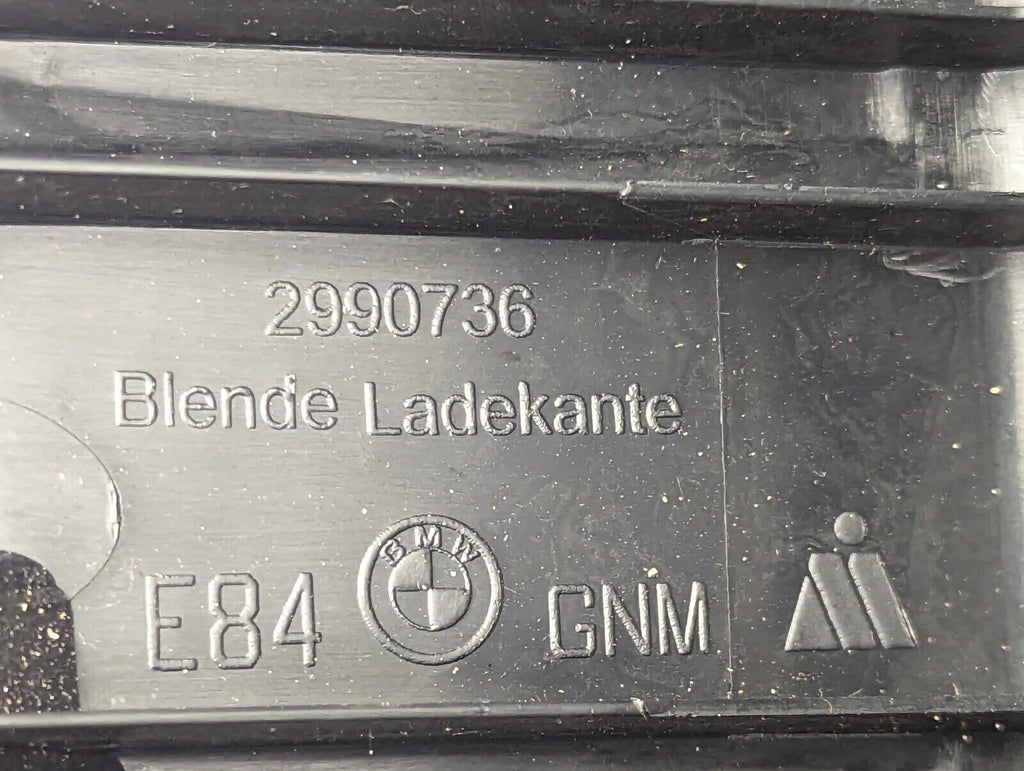 2990736
Blende Ladekante
E84 BMW GNM